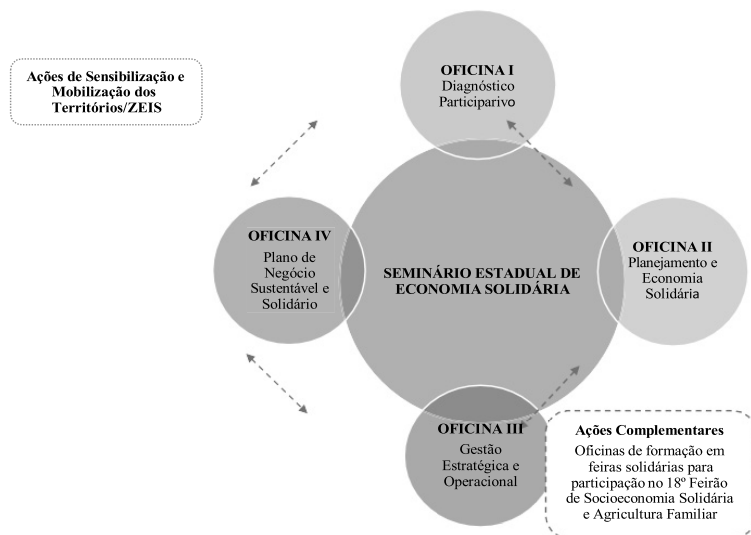 Ações de Sensibilização e
Mobilização dos
Territórios/ZEIS
OFICINA I
Diagnóstico
Participarivo
OFICINA IV
Plano de
Negócio
Sustentável e
Solidário
SEMINÁRIO ESTADUAL DE
ECONOMIA SOLIDÁRIA
OFICINA II
Planejamento e
Economia
Solidária
OFICINA III
Gestão
Estratégica e
Operacional
Ações Complementares
Oficinas de formação em
feiras solidárias para
participação no 18º Feirão
de Socioeconomia Solidária
e Agricultura Familiar